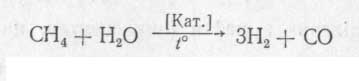 CH₄ + H₂O [Кат.] t° → 3H₂ + CO